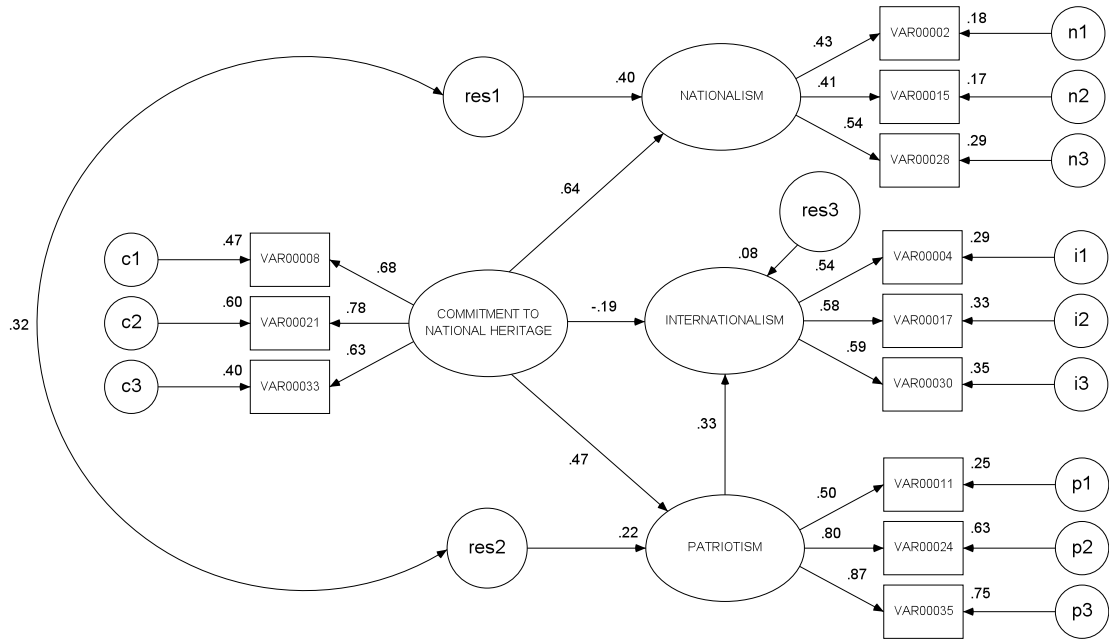 .18
VAR00002
n1
.43
res1
.40
NATIONALISM
.41
.17
VAR00015
n2
.54
.29
VAR00028
n3
.64
res3
.08
c1
.47
VAR00008
.68
.54
.29
VAR00004
i1
c2
.60
VAR00021
.78
COMMITMENT TO
NATIONAL HERITAGE
-.19
INTERNATIONALISM
.58
.33
VAR00017
i2
.32
c3
.40
VAR00033
.63
.59
.35
VAR00030
i3
.33
.47
.50
.25
VAR00011
p1
res2
.22
PATRIOTISM
.80
.63
VAR00024
p2
.87
.75
VAR00035
p3